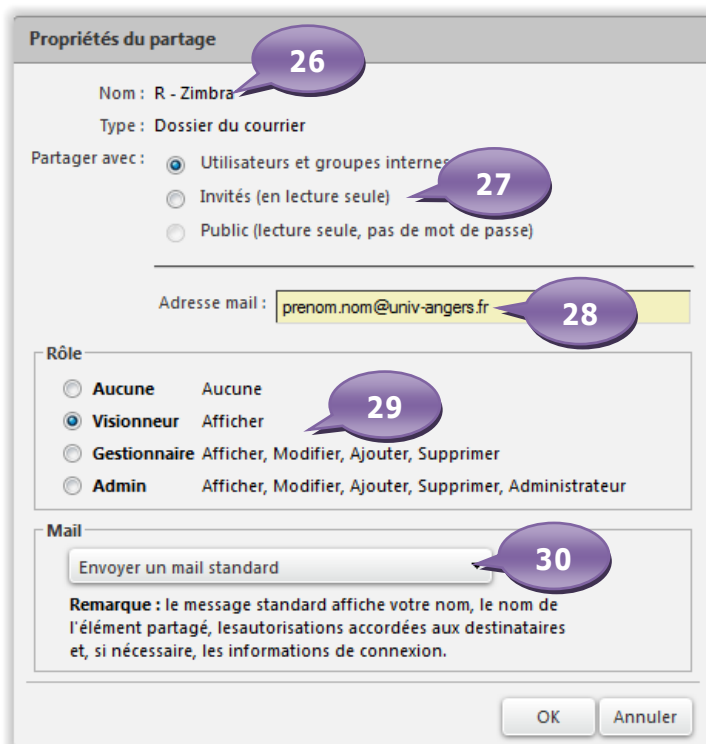 Propriétés du partage
26
Nom : R - Zimbra
Type : Dossier du courrier
Partager avec : Utilisateurs et groupes internes
27
Invités (en lecture seule)
Public (lecture seule, pas de mot de passe)
Adresse mail : prenom.nom@univ-angers.fr
28
Rôle
Aucune Aucune
29
Visionneur Afficher
Gestionnaire Afficher, Modifier, Ajouter, Supprimer
Admin Afficher, Modifier, Ajouter, Supprimer, Administrateur
Mail
Envoyer un mail standard
30
Remarque : le message standard affiche votre nom, le nom de
l'élément partagé, lesautorisations accordées aux destinataires
et, si nécessaire, les informations de connexion.
OK Annuler